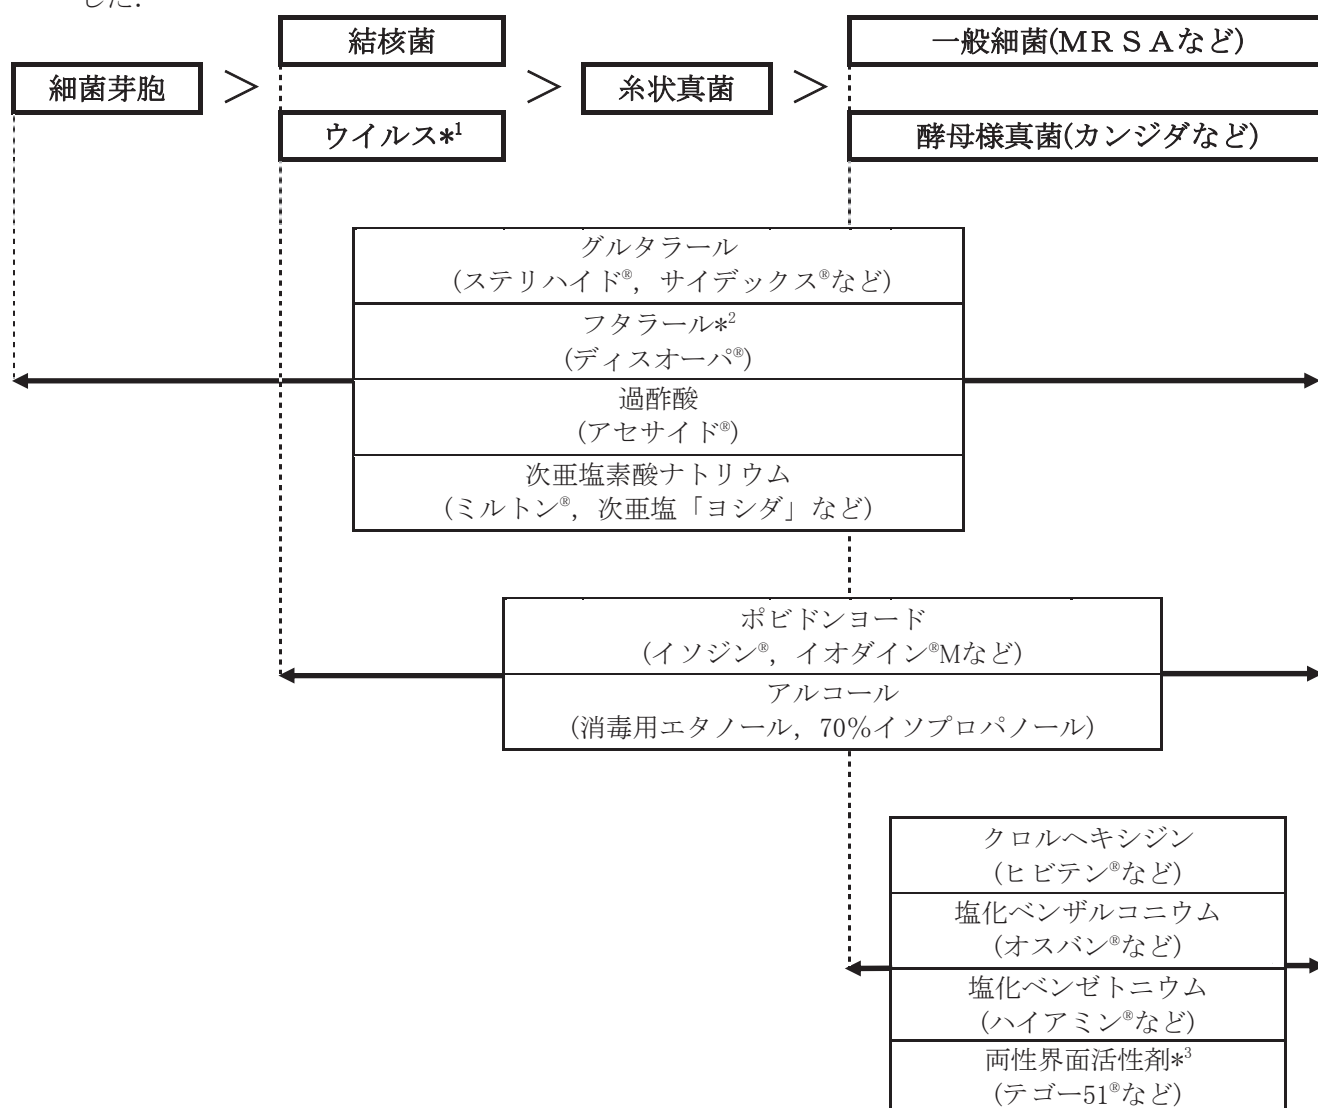 した.
結核菌
一般細菌(MRSAなど)
細菌芽胞
>
>
糸状真菌
>
ウイルス*1
酵母様真菌(カンジダなど)
グルタラール
(ステリハイド®, サイデックス®など)
フタラール*2
(ディスオーパ®)
過酢酸
(アセサイド®)
次亜塩素酸ナトリウム
(ミルトン®, 次亜塩「ヨシダ」など)
ポビドンヨード
(イソジン®, イオダイン®Mなど)
アルコール
(消毒用エタノール, 70%イソプロパノール)
クロルヘキシジン
(ヒビテン®など)
塩化ベンザルコニウム
(オスバン®など)
塩化ベンゼトニウム
(ハイアミン®など)
両性界面活性剤*3
(テゴー51®など)